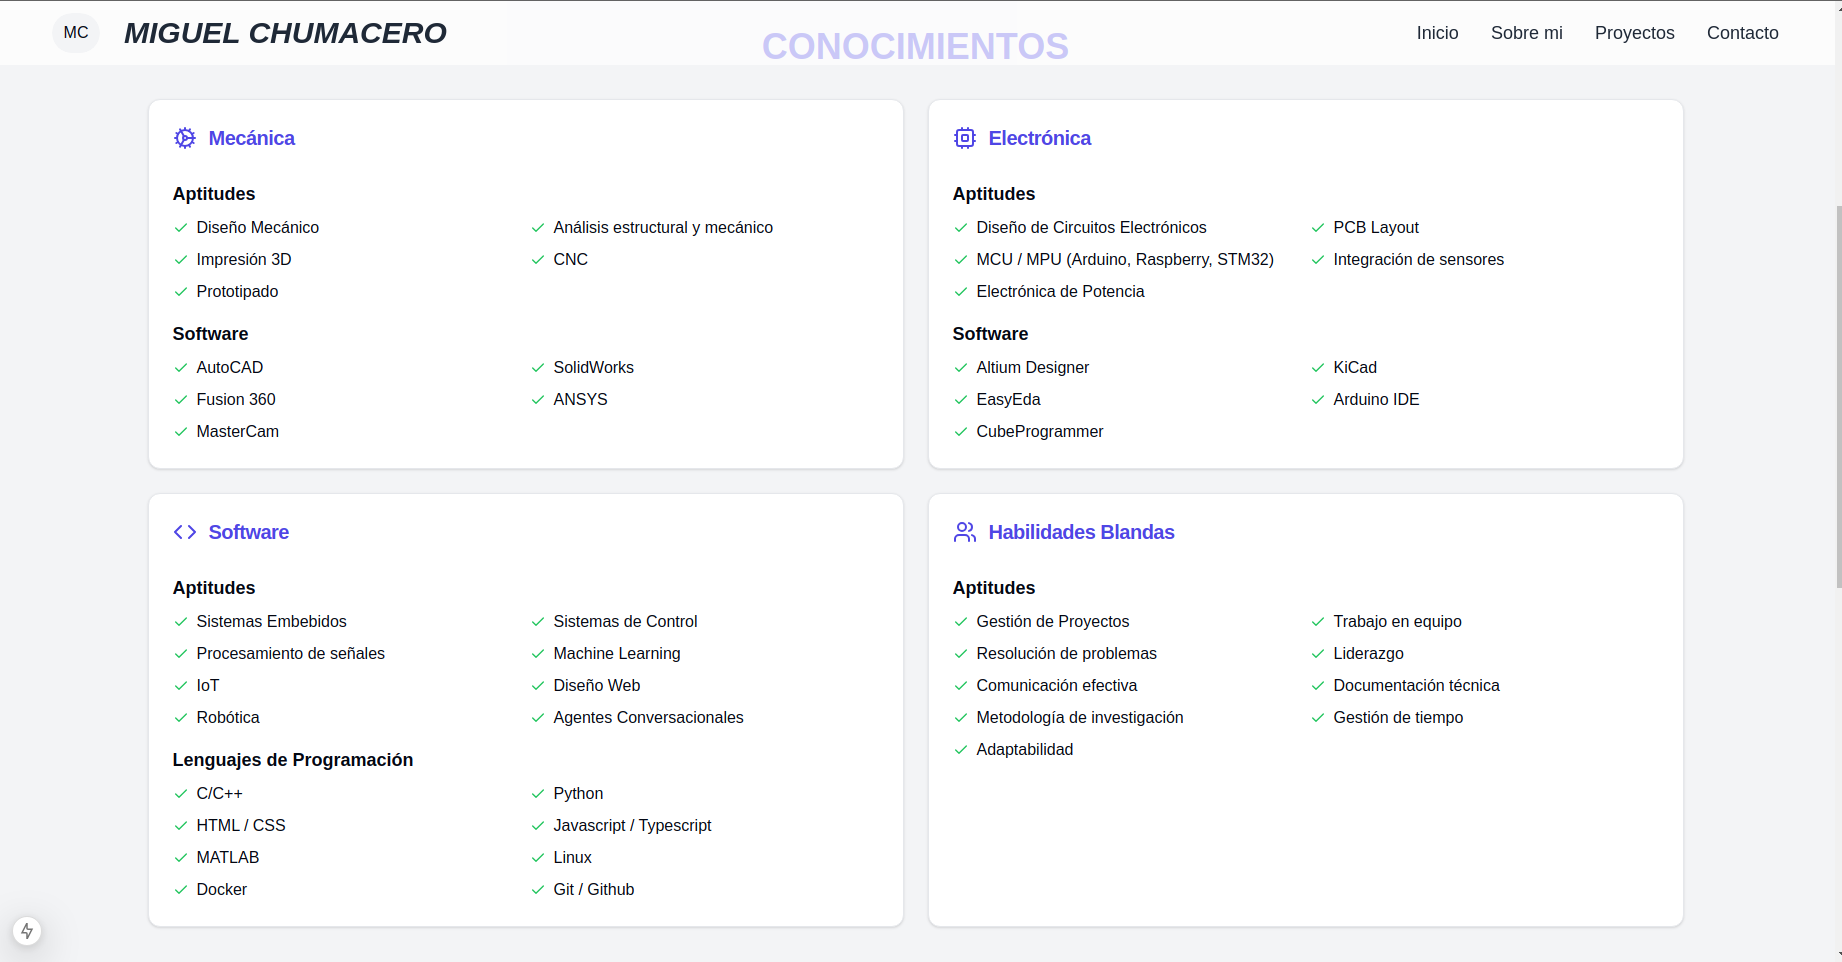 MC
MIGUEL CHUMACERO
CONOCIMIENTOS
Inicio
Sobre mi
Proyectos
Contacto
Mecánica
Aptitudes
Diseño Mecánico
Análisis estructural y mecánico
Impresión 3D
CNC
Prototipado
Software
AutoCAD
SolidWorks
Fusion 360
ANSYS
MasterCam
Electrónica
Aptitudes
Diseño de Circuitos Electrónicos
PCB Layout
MCU / MPU (Arduino, Raspberry, STM32)
Integración de sensores
Electrónica de Potencia
Software
Altium Designer
KiCad
EasyEda
Arduino IDE
CubeProgrammer
Software
Aptitudes
Sistemas Embebidos
Sistemas de Control
Procesamiento de señales
Machine Learning
IoT
Diseño Web
Robótica
Agentes Conversacionales
Lenguajes de Programación
C/C++
Python
HTML / CSS
Javascript / Typescript
MATLAB
Linux
Docker
Git / Github
Habilidades Blandas
Aptitudes
Gestión de Proyectos
Trabajo en equipo
Resolución de problemas
Liderazgo
Comunicación efectiva
Documentación técnica
Metodología de investigación
Gestión de tiempo
Adaptabilidad